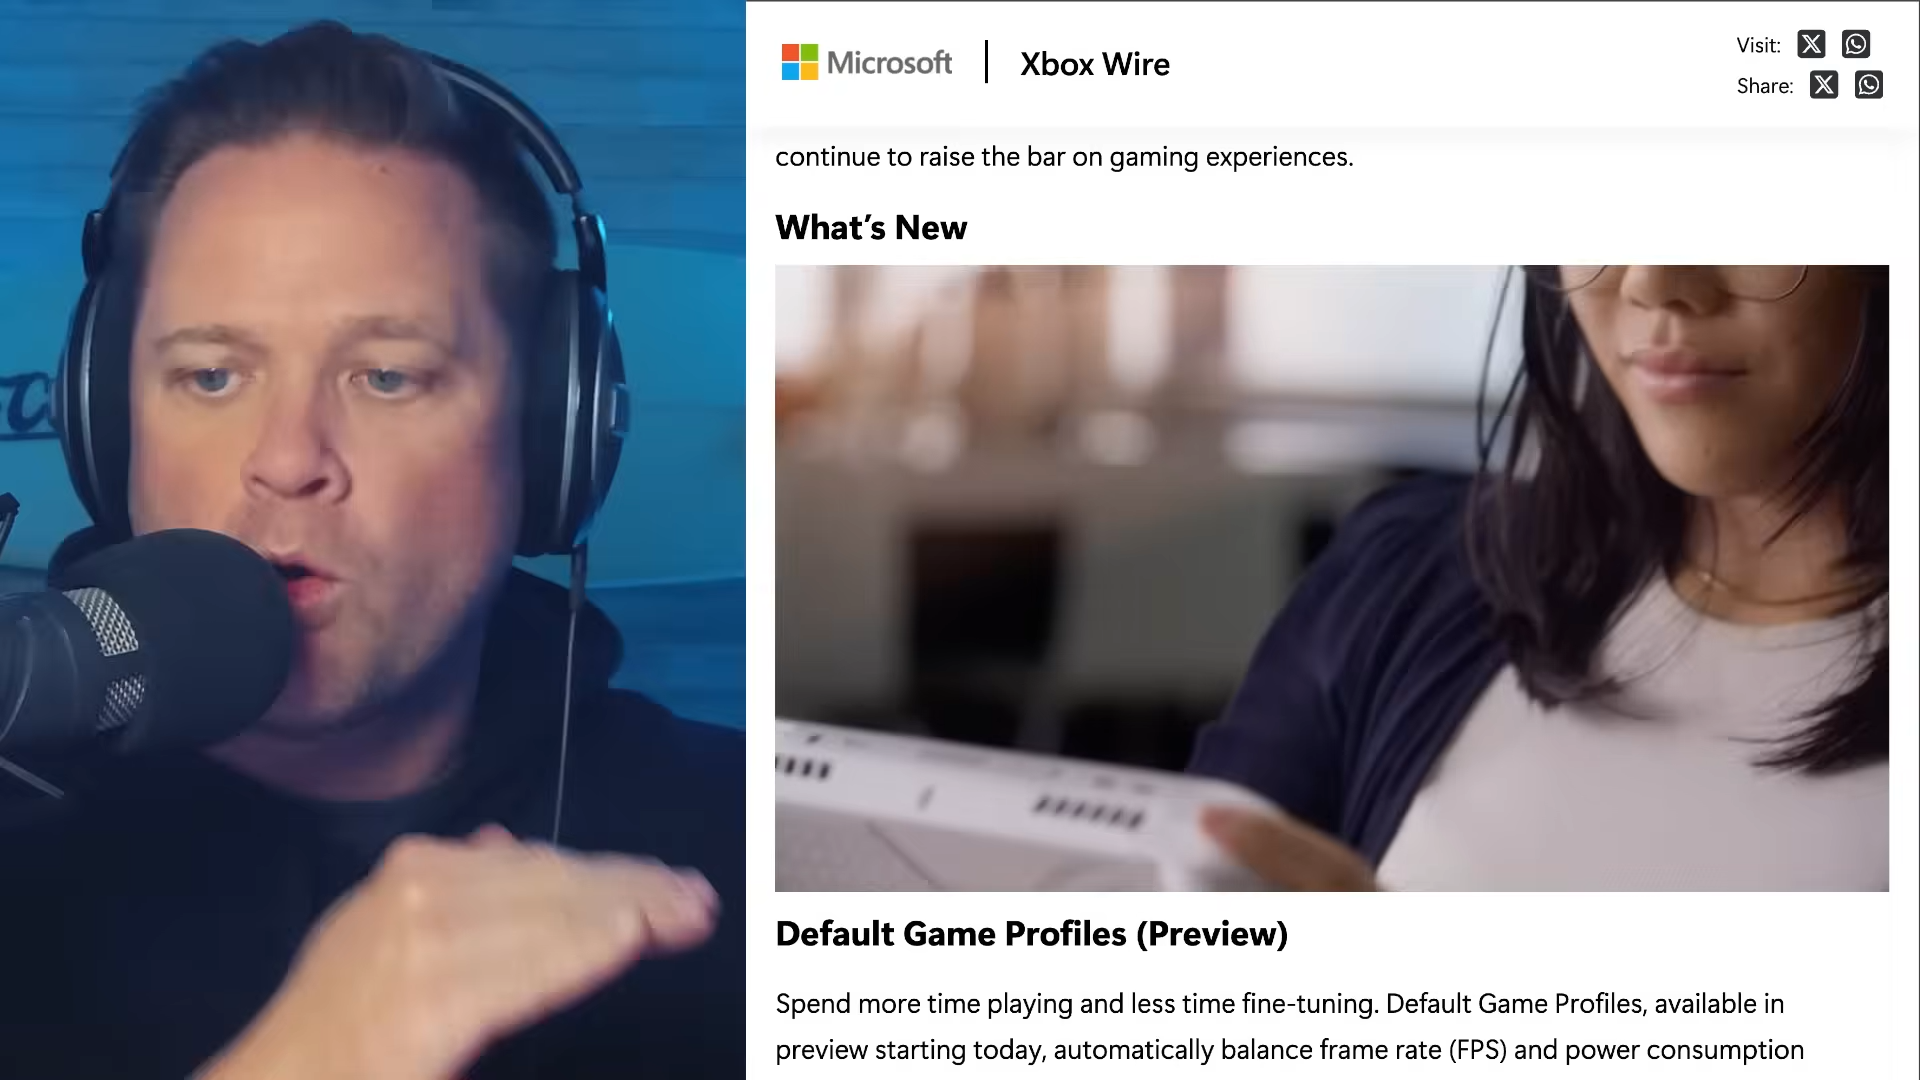 Microsoft | Xbox Wire
Visit:
Share:
continue to raise the bar on gaming experiences.
What's New
Default Game Profiles (Preview)
Spend more time playing and less time fine-tuning. Default Game Profiles, available in
preview starting today, automatically balance frame rate (FPS) and power consumption